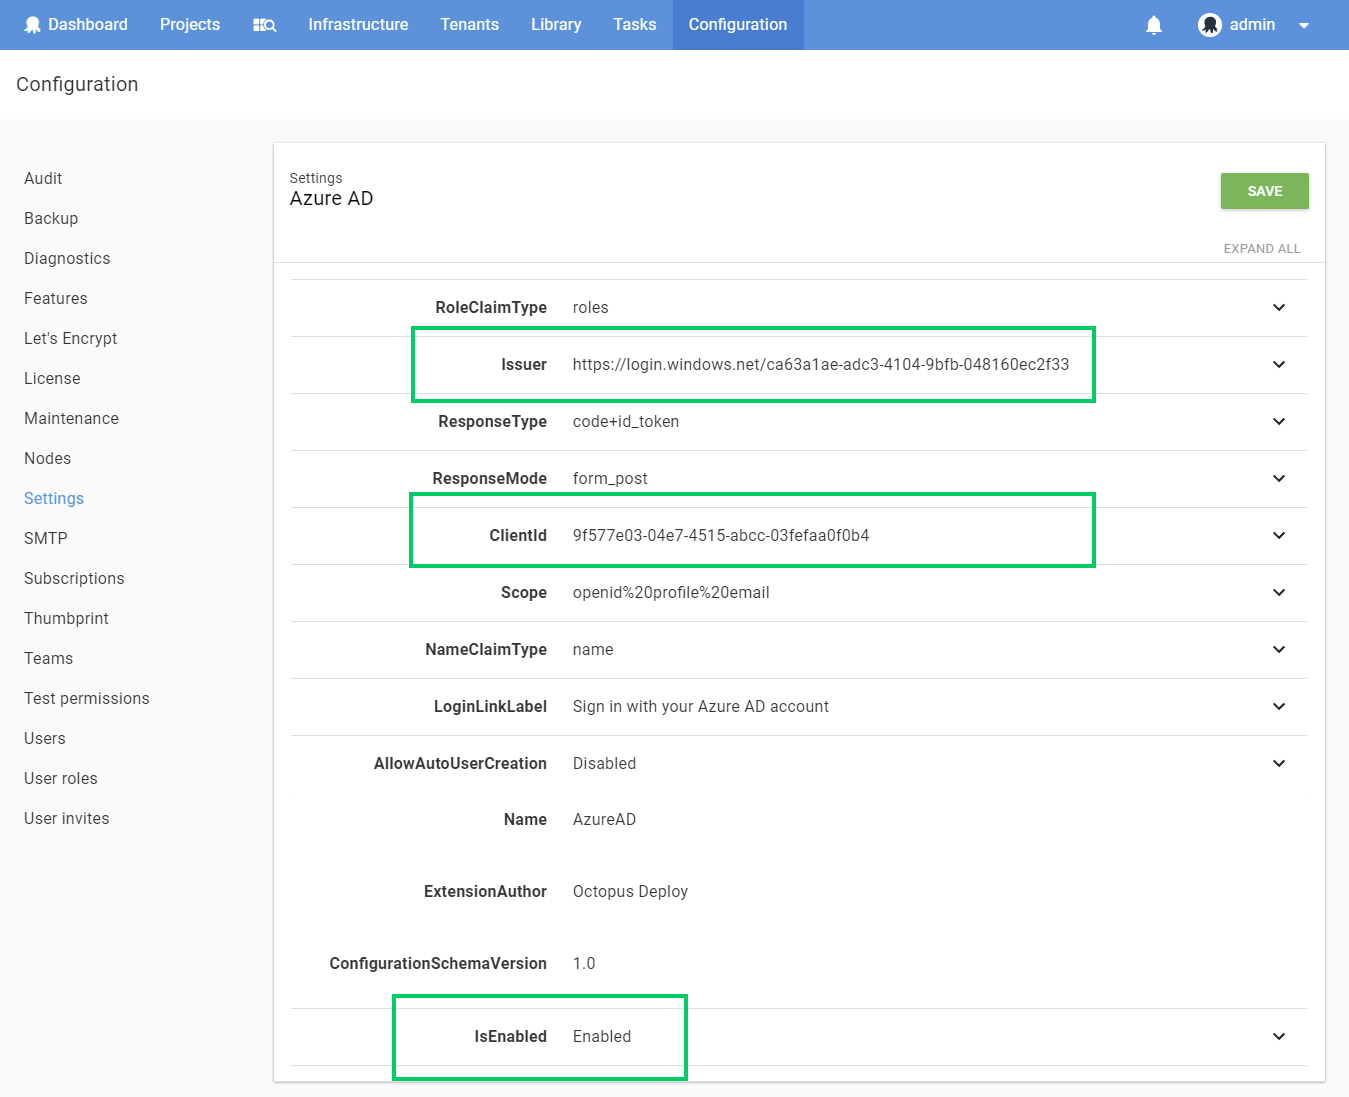 Dashboard Projects Infrastructure Tenants Library Tasks Configuration admin
Configuration
Audit
Backup
Diagnostics
Features
Let's Encrypt
License
Maintenance
Nodes
Settings
SMTP
Subscriptions
Thumbprint
Teams
Test permissions
Users
User roles
User invites
Settings
Azure AD
SAVE
EXPAND ALL
RoleClaimType roles
Issuer https://login.windows.net/ca63a1ae-adc3-4104-9bfb-048160ec2f33
ResponseType code+id_token
ResponseMode form_post
ClientId 9f577e03-04e7-4515-abcc-03fefaa0f0b4
Scope openid%20profile%20email
NameClaimType name
LoginLinkLabel Sign in with your Azure AD account
AllowAutoUserCreation Disabled
Name AzureAD
ExtensionAuthor Octopus Deploy
ConfigurationSchemaVersion 1.0
IsEnabled Enabled